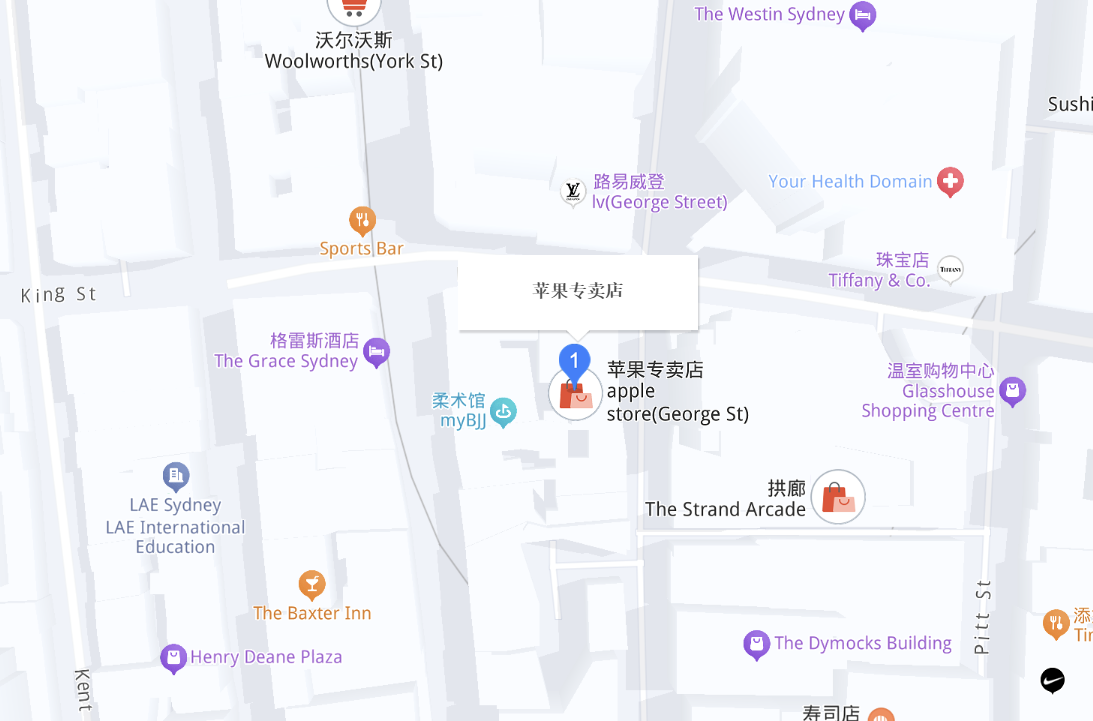 The Westin Sydney
沃尔沃斯
Woolworths(York St)
Sushi
路易威登
lv(George Street)
Your Health Domain
Sports Bar
珠宝店
Tiffany & Co.
TIFFANY
King St
苹果专卖店
格雷斯酒店
The Grace Sydney
1
苹果专卖店
apple
store(George St)
温室购物中心
Glasshouse
Shopping Centre
柔术馆
myBJJ
拱廊
The Strand Arcade
LAE Sydney
LAE International
Education
The Baxter Inn
Pitt St
The Dymocks Building
Henry Deane Plaza
Kent
寿司店